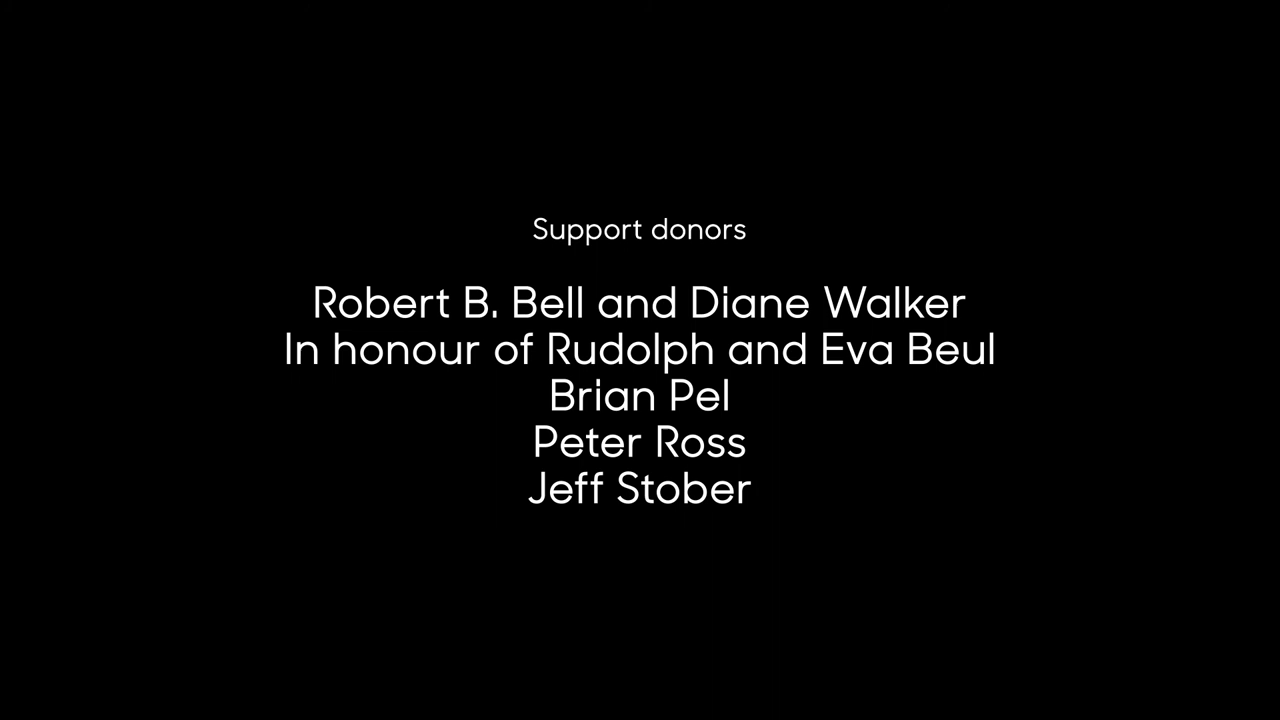 Support donors
Robert B. Bell and Diane Walker
In honour of Rudolph and Eva Beul
Brian Pel
Peter Ross
Jeff Stober